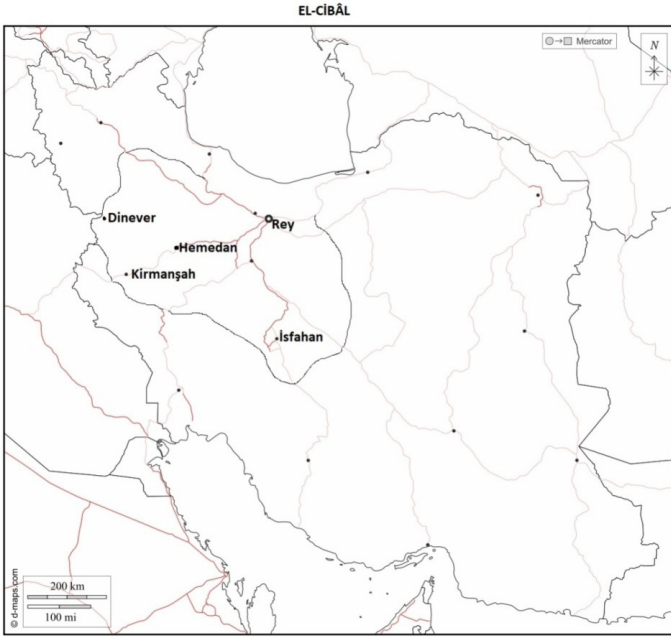 EL-CİBÂL
Mercator
N
Dinever
Rey
Hemedan
Kirmanşah
İsfahan
200 km
100 mi
© d-maps.com